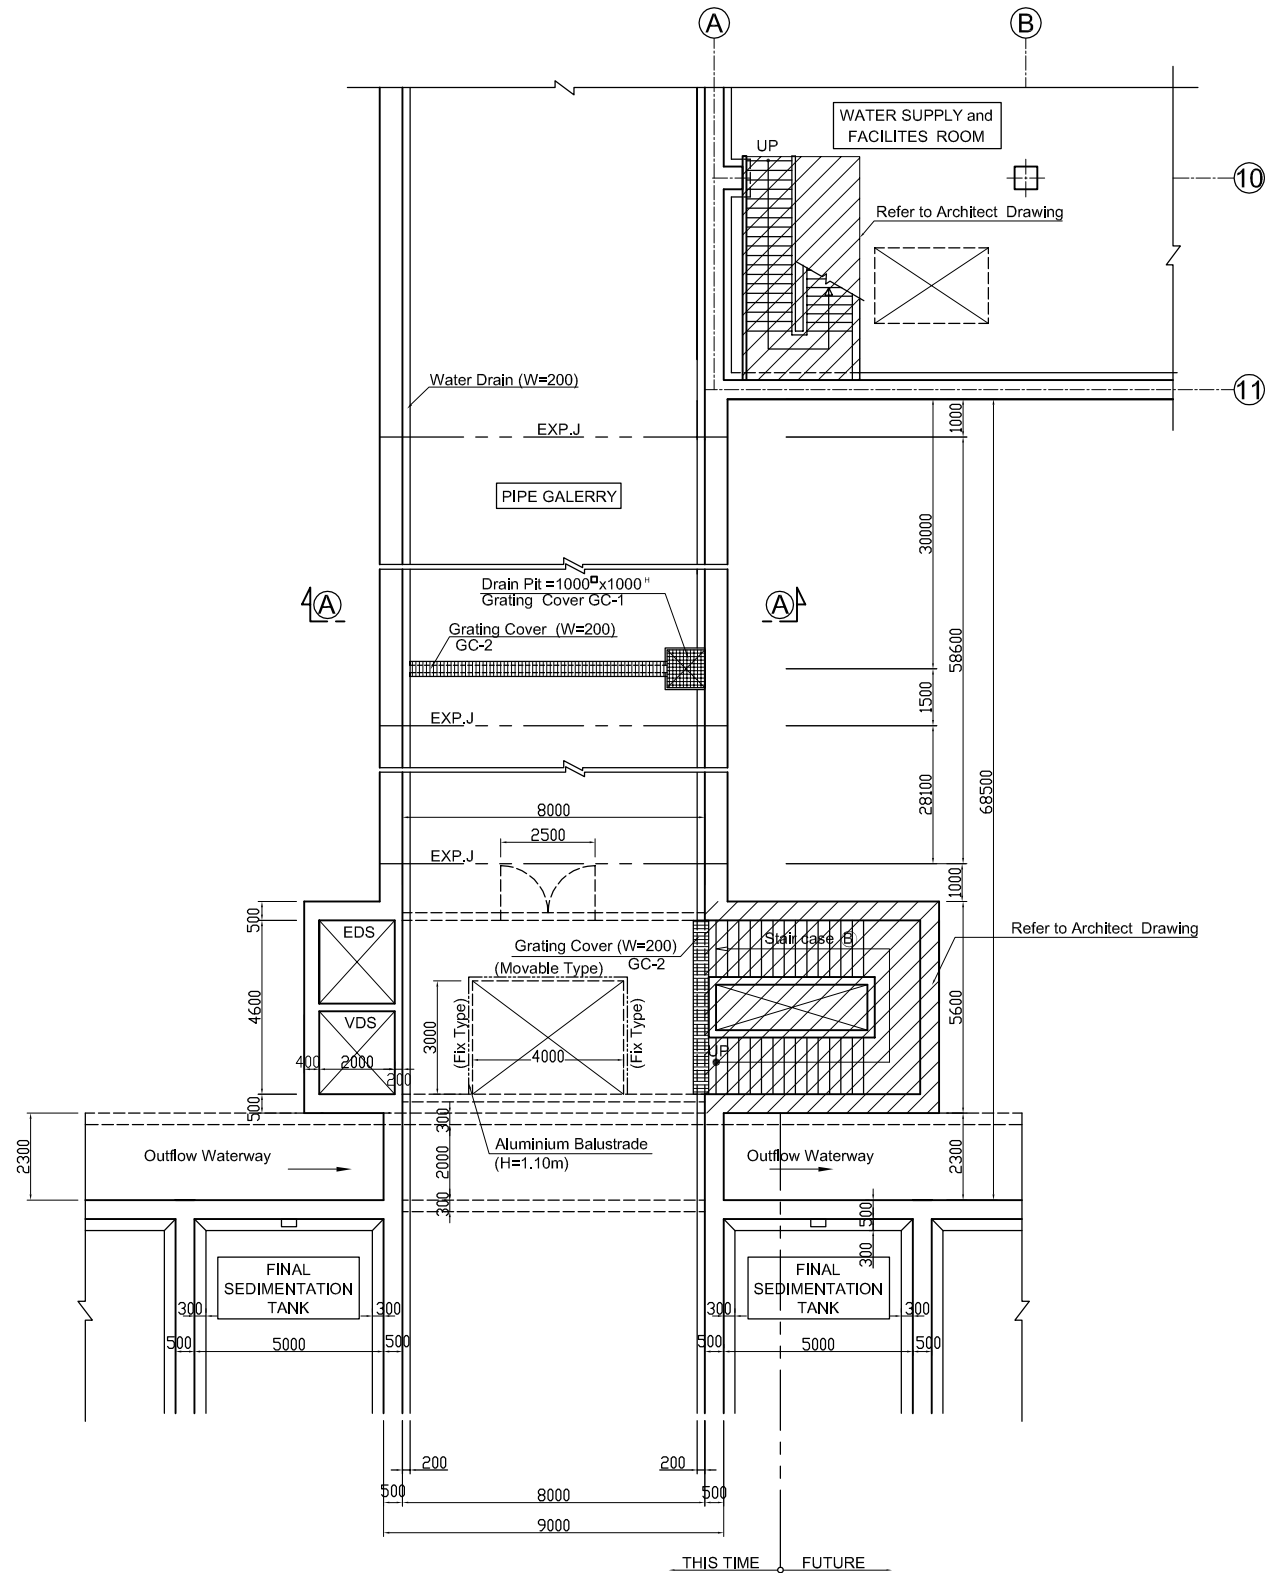 A
B
WATER SUPPLY and
FACILITES ROOM
UP
10
Refer to Architect Drawing
Water Drain (W=200)
11
1000
EXP.J
PIPE GALERRY
30000
Drain Pit =1000□x1000H
Grating Cover GC-1
A
A
Grating Cover (W=200)
GC-2
58600
1500
EXP.J
28100
68500
8000
2500
EXP.J
1000
500
EDS
Grating Cover (W=200)
GC-2
(Movable Type)
Stair case B
Refer to Architect Drawing
4600
5600
VDS
3000
(Fix Type)
4000
(Fix Type)
UP
400
2000
200
500
300
Aluminium Balustrade
(H=1.10m)
2300
Outflow Waterway
2000
Outflow Waterway
2300
300
500
300
FINAL
SEDIMENTATION
TANK
FINAL
SEDIMENTATION
TANK
300
300
300
300
500
5000
500
500
5000
500
200
200
500
8000
500
9000
THIS TIME
FUTURE